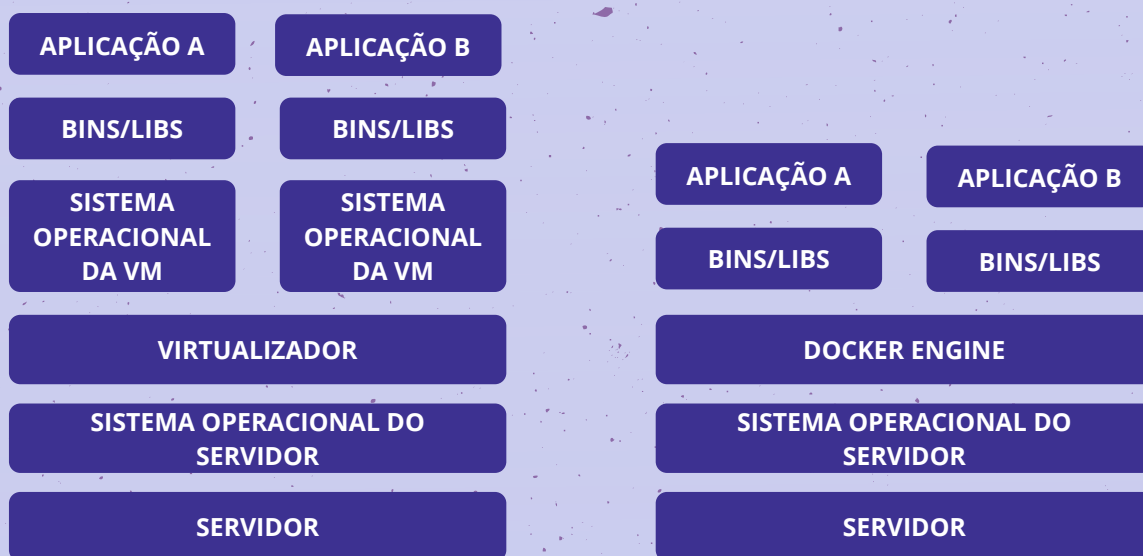 APLICAÇÃO A
BINS/LIBS
SISTEMA
OPERACIONAL
DA VM
APLICAÇÃO B
BINS/LIBS
SISTEMA
OPERACIONAL
DA VM
VIRTUALIZADOR
SISTEMA OPERACIONAL DO
SERVIDOR
SERVIDOR
APLICAÇÃO A
BINS/LIBS
APLICAÇÃO B
BINS/LIBS
DOCKER ENGINE
SISTEMA OPERACIONAL DO
SERVIDOR
SERVIDOR